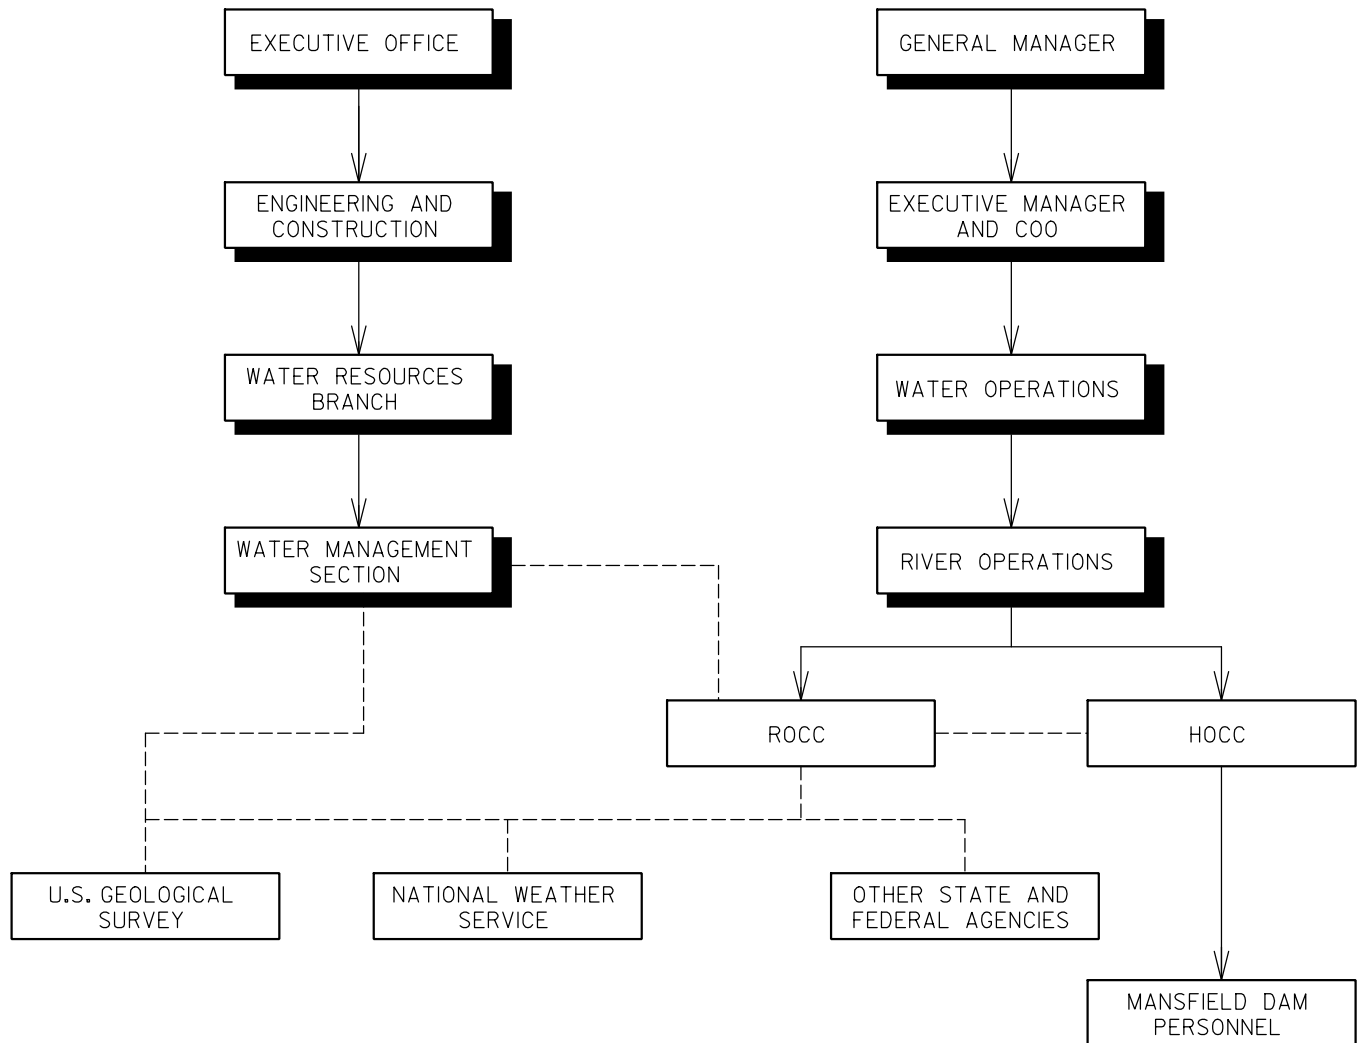 EXECUTIVE OFFICE
GENERAL MANAGER
ENGINEERING AND
CONSTRUCTION
EXECUTIVE MANAGER
AND COO
WATER RESOURCES
BRANCH
WATER OPERATIONS
WATER MANAGEMENT
SECTION
RIVER OPERATIONS
ROCC
HOCC
U.S. GEOLOGICAL
SURVEY
NATIONAL WEATHER
SERVICE
OTHER STATE AND
FEDERAL AGENCIES
MANSFIELD DAM
PERSONNEL